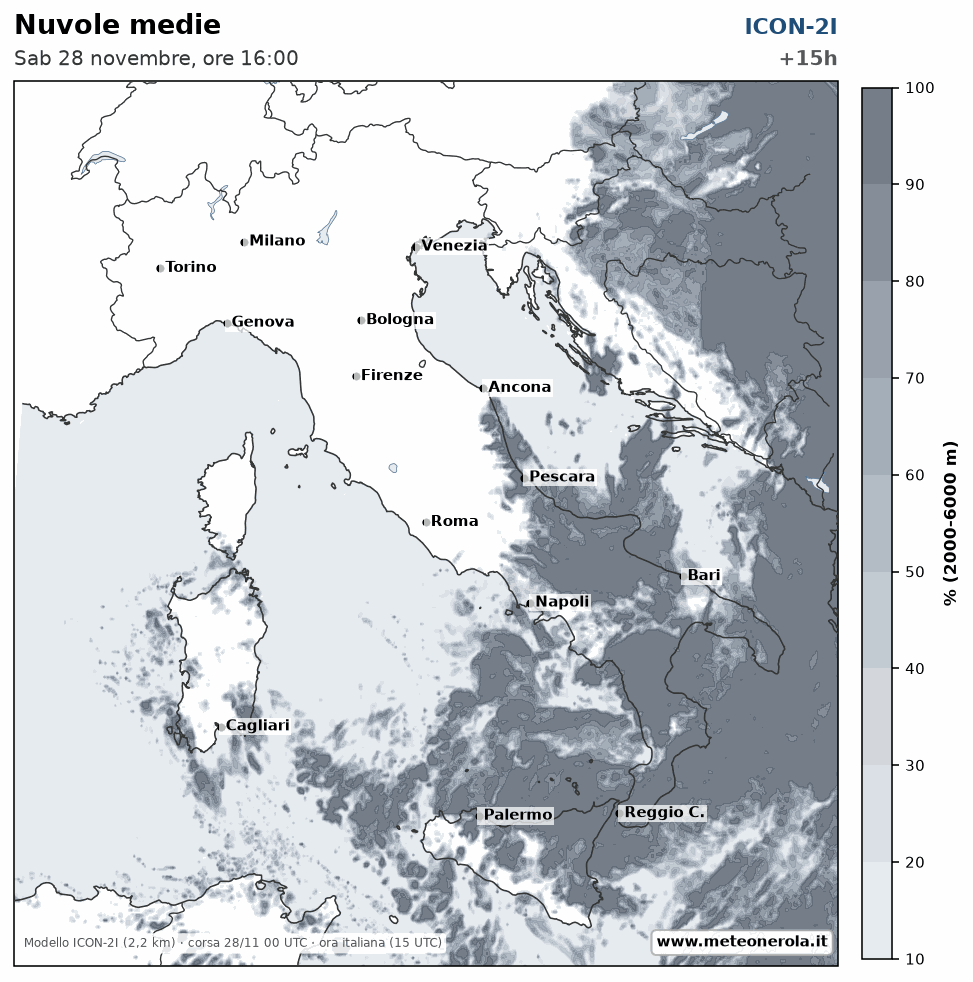 Nuvole medie
ICON-2I
Sab 28 novembre, ore 16:00
+15h
Milano
Venezia
Torino
Genova
Bologna
Firenze
Ancona
Pescara
Roma
Bari
Napoli
Cagliari
Palermo
Reggio C.
Modello ICON-2I (2,2 km) · corsa 28/11 00 UTC · ora italiana (15 UTC)
www.meteonerola.it
100
90
80
70
60
50
40
30
20
10
% (2000-6000 m)